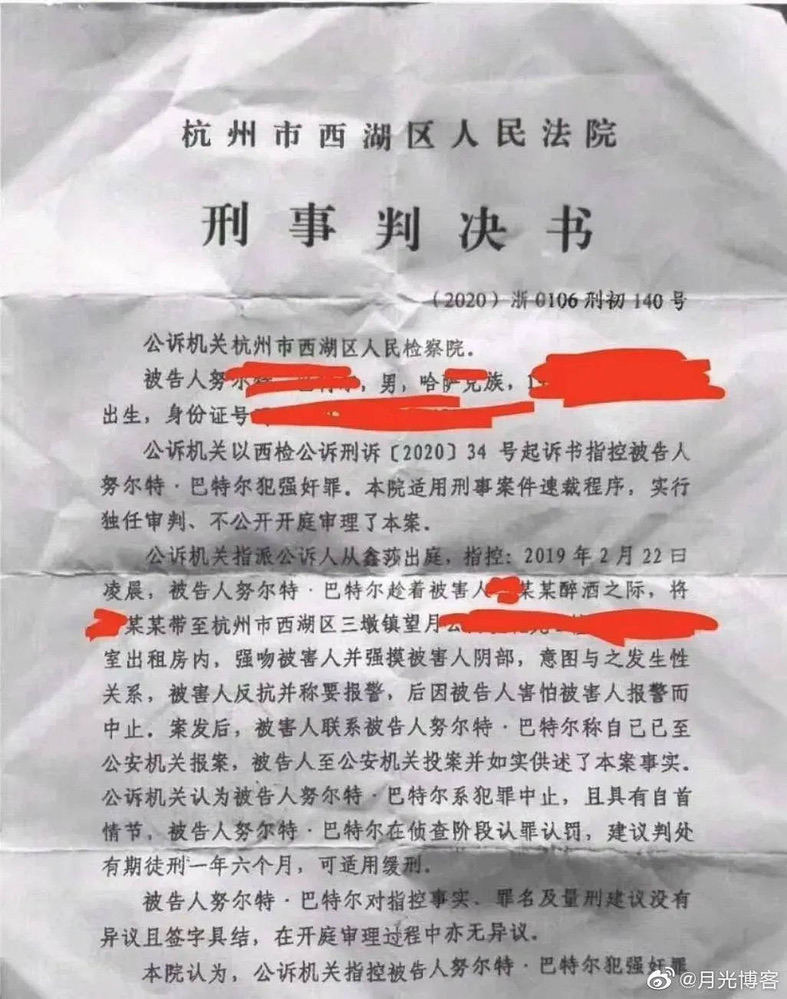 杭州市西湖区人民法院
刑事判决书
（2020）浙0106刑初140号
公诉机关杭州市西湖区人民检察院。
被告人努尔特，男，哈萨克族，
出生，身份证号
公诉机关以西检公诉刑诉〔2020〕34号起诉书指控被告人
努尔特·巴特尔犯强奸罪。本院适用刑事案件速裁程序，实行
独任审判、不公开开庭审理了本案。
公诉机关指派公诉人从鑫莎出庭，指控：2019年2月22日
凌晨，被告人努尔特·巴特尔趁着被害人某某醉酒之际，将
某某带至杭州市西湖区三墩镇望月
室出租房内，强吻被害人并强摸被害人阴部，意图与之发生性
关系，被害人反抗并称要报警，后因被告人害怕被害人报警而
中止。案发后，被害人联系被告人努尔特·巴特尔称自己已至
公安机关报案，被告人至公安机关投案并如实供述了本案事实。
公诉机关认为被告人努尔特·巴特尔系犯罪中止，且具有自首
情节，被告人努尔特·巴特尔在侦查阶段认罪认罚，建议判处
有期徒刑一年六个月，可适用缓刑。
被告人努尔特·巴特尔对指控事实、罪名及量刑建议没有
异议且签字具结，在开庭审理过程中亦无异议。
本院认为，公诉机关指控被告人努尔特·巴特尔犯强奸罪
@月光博客